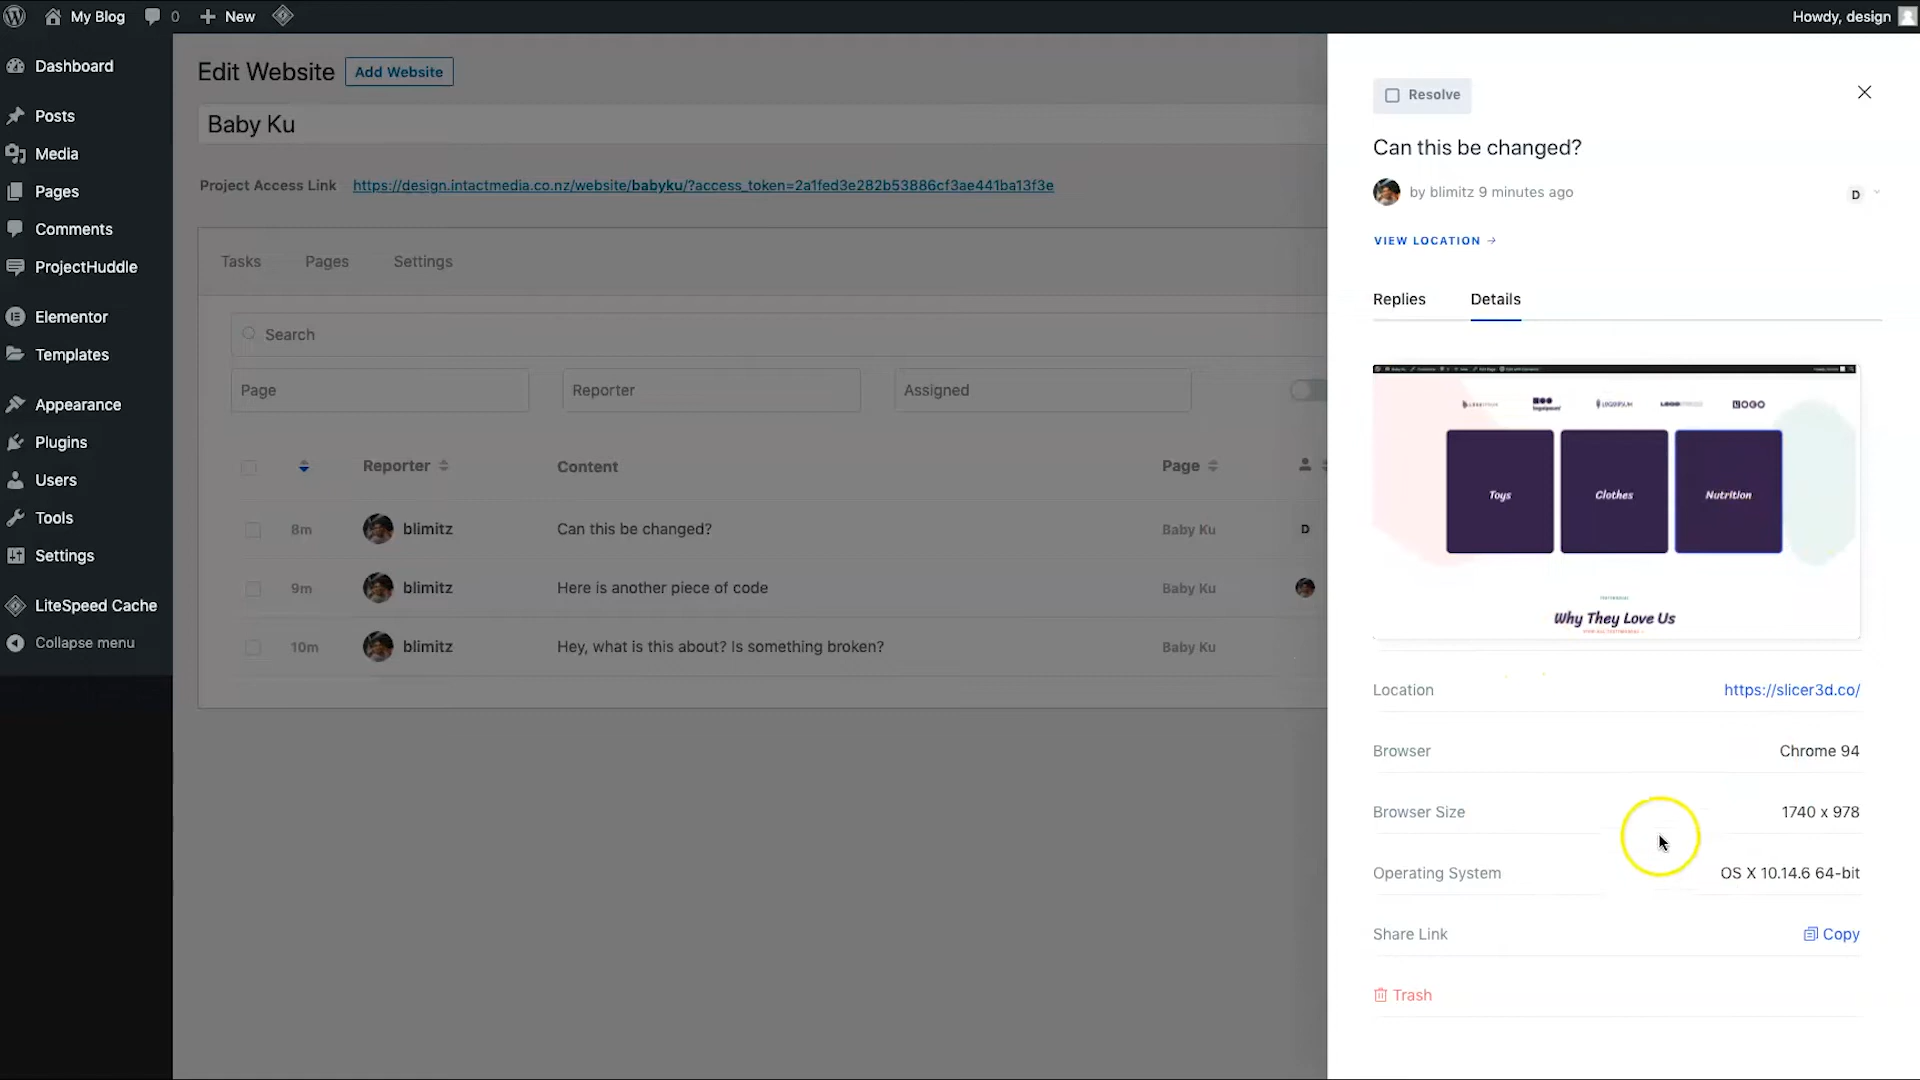 My Blog
0
New
Howdy, design
Dashboard
Posts
Media
Pages
Comments
ProjectHuddle
Elementor
Templates
Appearance
Plugins
Users
Tools
Settings
LiteSpeed Cache
Collapse menu
Edit Website
Add Website
Baby Ku
Project Access Link
https://design.intactmedia.co.nz/website/babyku/?access_token=2a1fed3e282b53886cf3ae441ba13f3e
Tasks
Pages
Settings
Search
Page
Reporter
Assigned
Reporter
Content
Page
8m
blimitz
Can this be changed?
Baby Ku
D
9m
blimitz
Here is another piece of code
Baby Ku
10m
blimitz
Hey, what is this about? Is something broken?
Baby Ku
Resolve
Can this be changed?
by blimitz 9 minutes ago
D
VIEW LOCATION →
Replies
Details
LOGO
Toys
Clothes
Nutrition
Why They Love Us
Location
https://slicer3d.co/
Browser
Chrome 94
Browser Size
1740 x 978
Operating System
OS X 10.14.6 64-bit
Share Link
Copy
Trash